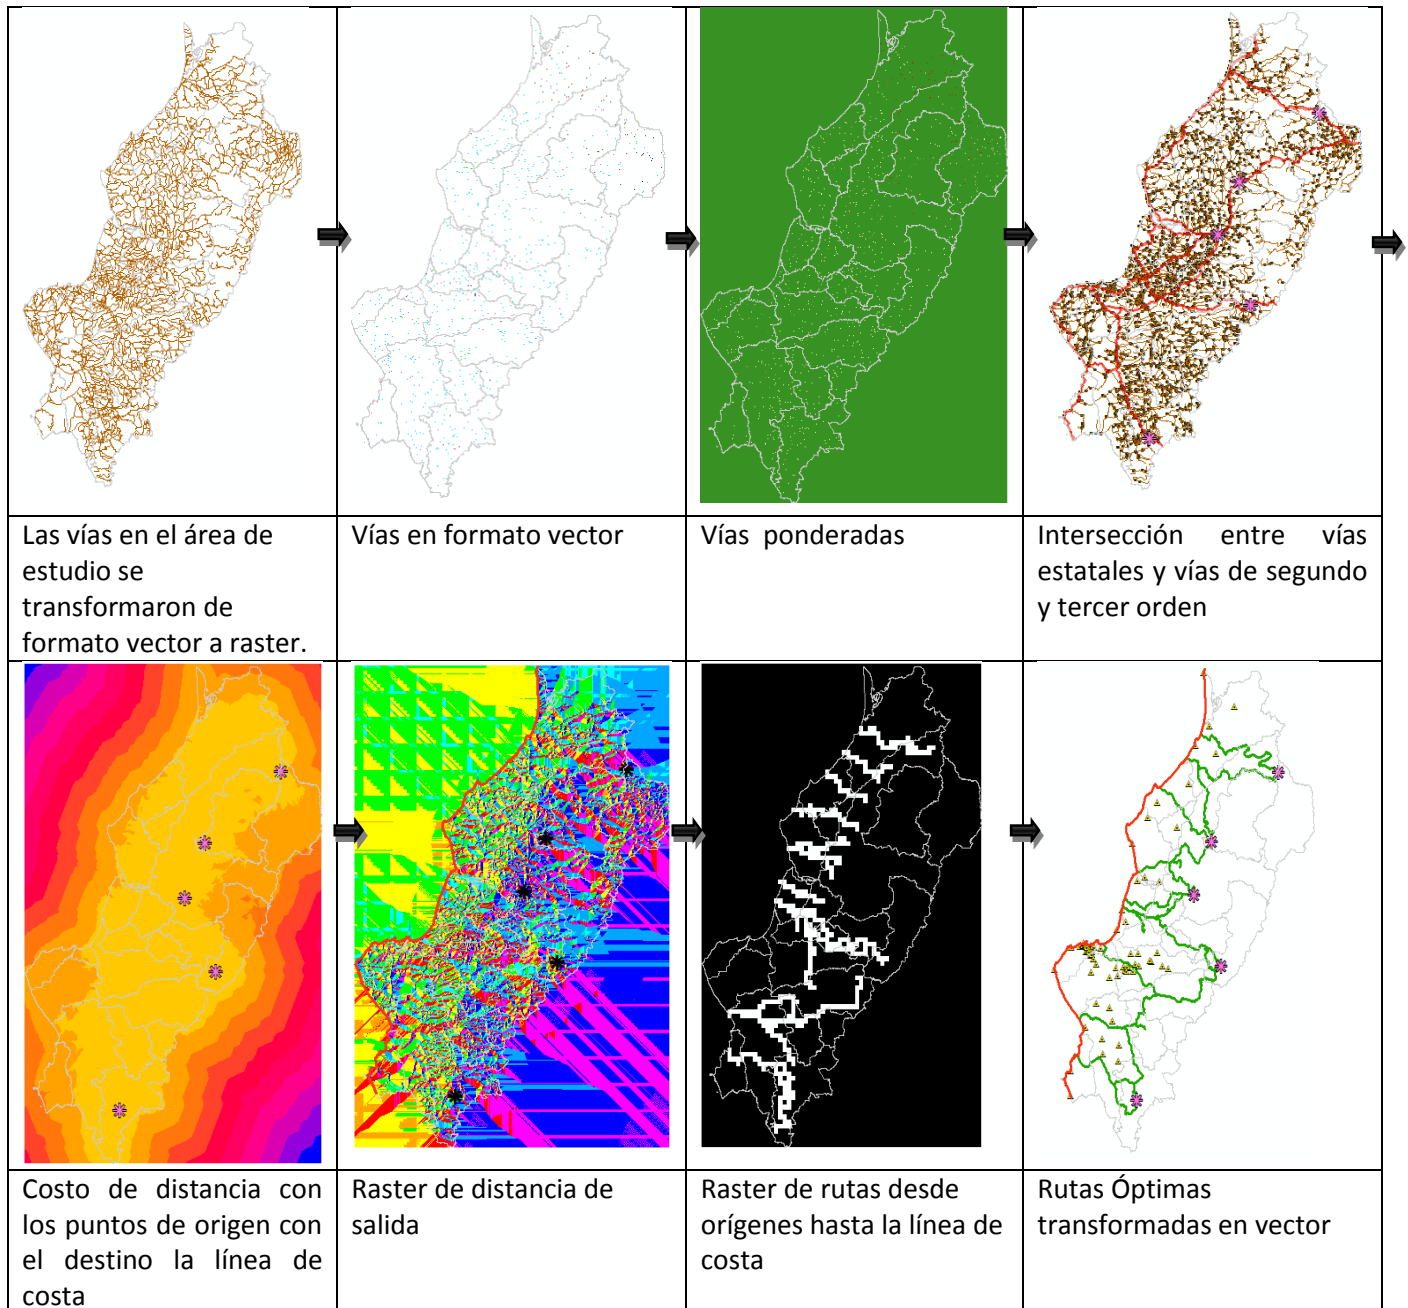 Las vías en el área de
estudio se
transformaron de
formato vector a raster.
Vías en formato vector
Vías ponderadas
Intersección entre vías
estatales y vías de segundo
y tercer orden
Costo de distancia con
los puntos de origen con
el destino la línea de
costa
Raster de distancia de
salida
Raster de rutas desde
orígenes hasta la línea de
costa
Rutas Óptimas
transformadas en vector